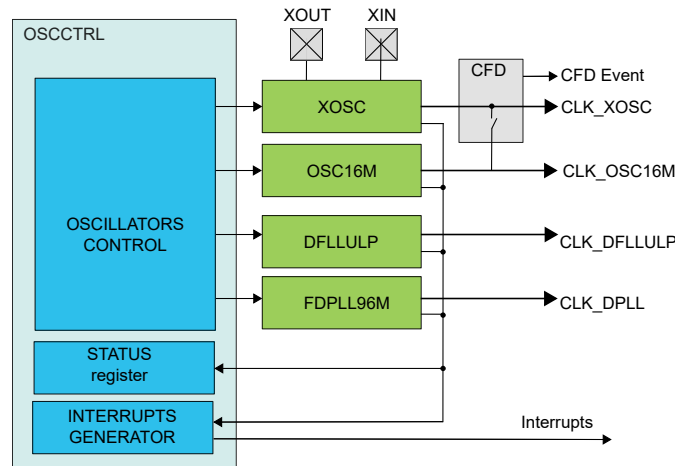 XOUT XIN
OSCCTRL
CFD
CFD Event
XOSC
CLK_XOSC
OSC16M
CLK_OSC16M
OSCILLATORS
CONTROL
DFLLULP
CLK_DFLLULP
FDPLL96M
CLK_DPLL
STATUS
register
INTERRUPTS
GENERATOR
Interrupts